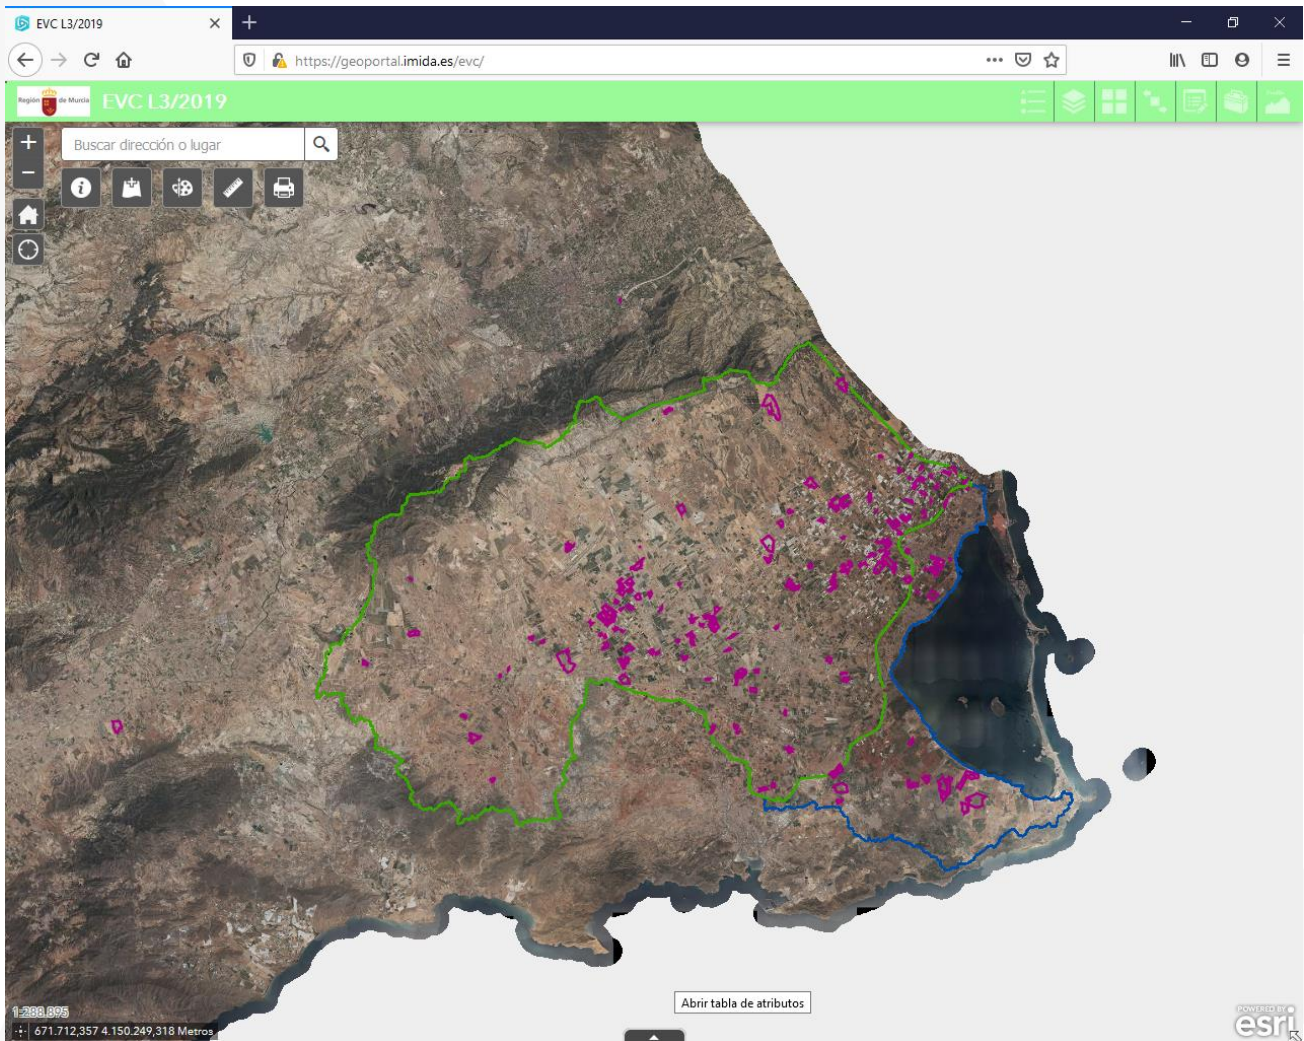 EVC L3/2019
https://geoportal.imida.es/evc/
Región de Murcia
EVC L3/2019
Buscar dirección o lugar
Abrir tabla de atributos
1:288.895
671.712,357 4.150.249,318 Metros
POWERED BY
esri